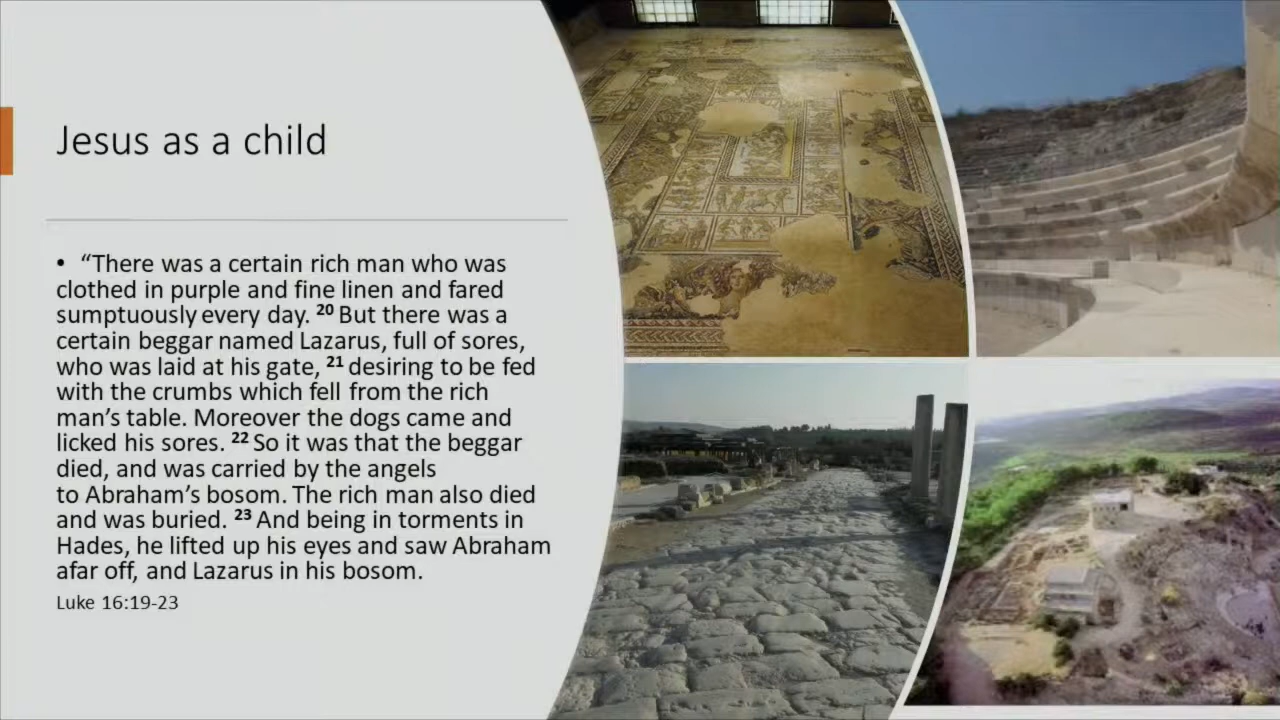 Jesus as a child
• “There was a certain rich man who was
clothed in purple and fine linen and fared
sumptuously every day. 20 But there was a
certain beggar named Lazarus, full of sores,
who was laid at his gate, 21 desiring to be fed
with the crumbs which fell from the rich
man’s table. Moreover the dogs came and
licked his sores. 22 So it was that the beggar
died, and was carried by the angels
to Abraham’s bosom. The rich man also died
and was buried. 23 And being in torments in
Hades, he lifted up his eyes and saw Abraham
afar off, and Lazarus in his bosom.
Luke 16:19-23